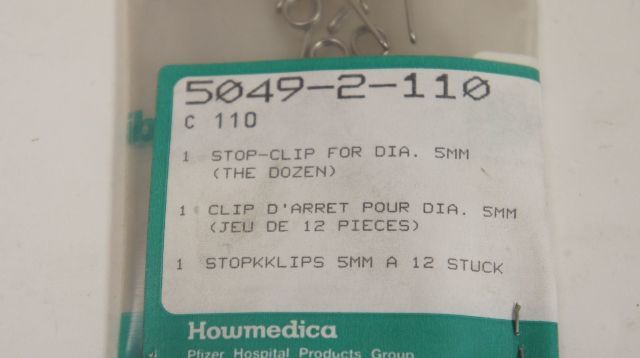 5049-2-110
C 110
1 STOP-CLIP FOR DIA. 5MM
(THE DOZEN)
1 CLIP D'ARRET POUR DIA. 5MM
(JEU DE 12 PIECES)
1 STOPKKLIPS 5MM A 12 STUCK
Howmedica
Pfizer Hospital Products Group